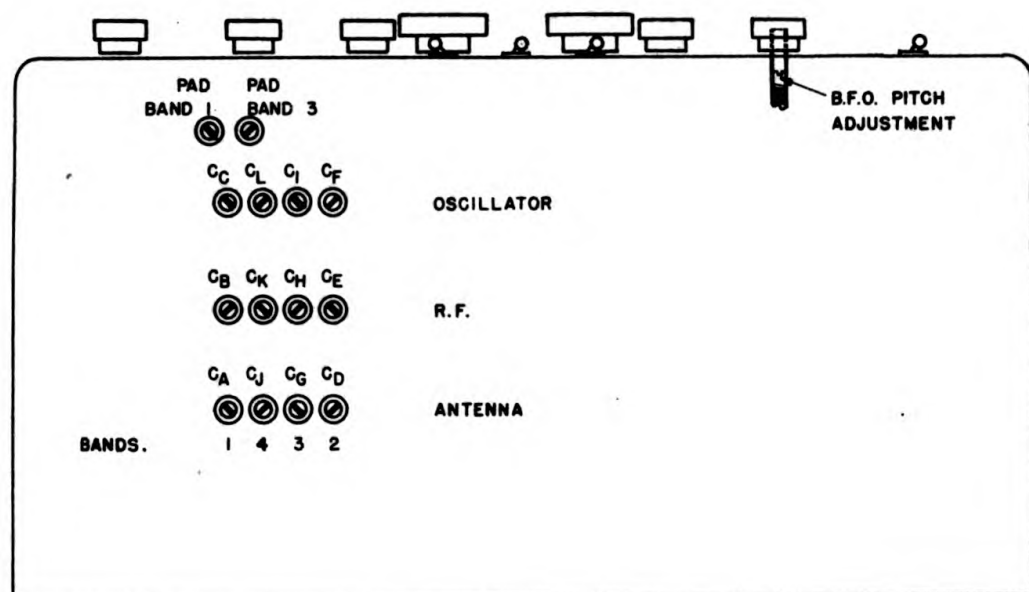 PAD PAD
BAND 1 BAND 3
B.F.O. PITCH
ADJUSTMENT
CC CL CI CF
OSCILLATOR
CB CK CH CE
R.F.
CA CJ CG CD
ANTENNA
BANDS. 1 4 3 2